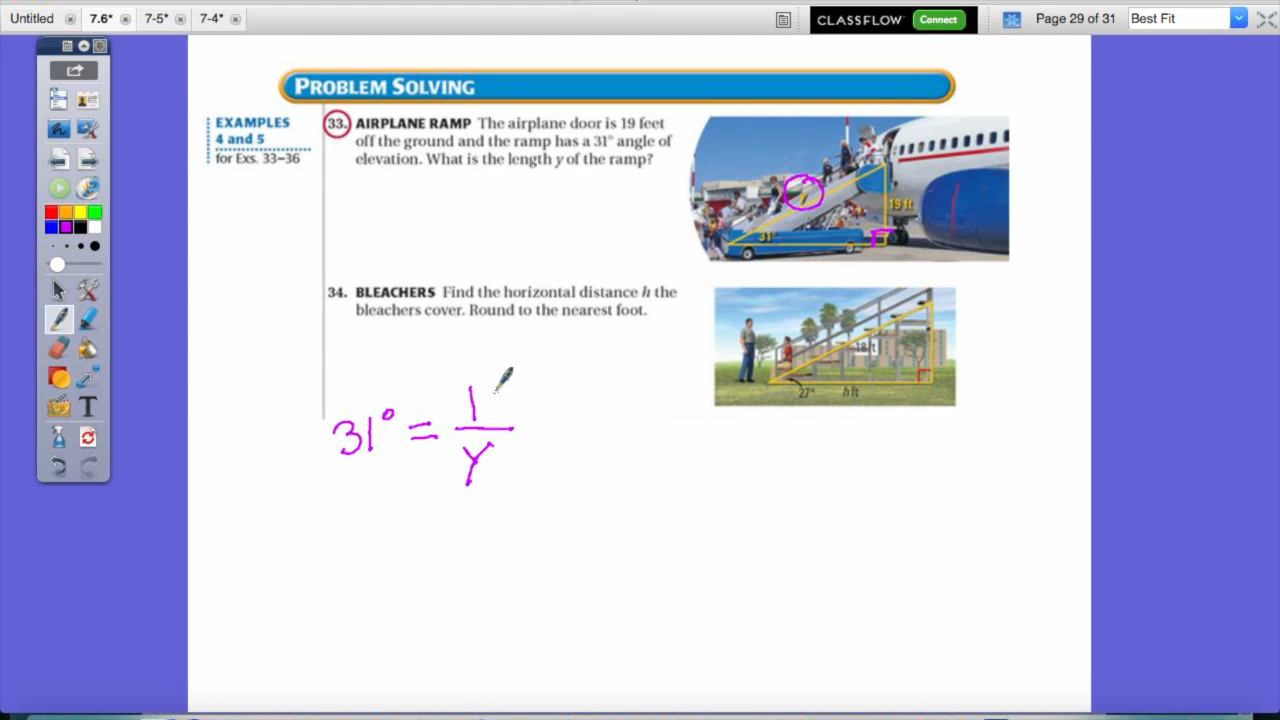 Untitled 7.6* 7-5* 7-4* CLASSFLOW Connect Page 29 of 31 Best Fit
PROBLEM SOLVING
EXAMPLES
4 and 5
for Exs. 33–36
33. AIRPLANE RAMP The airplane door is 19 feet
off the ground and the ramp has a 31° angle of
elevation. What is the length y of the ramp?
y
19 ft
31°
34. BLEACHERS Find the horizontal distance h the
bleachers cover. Round to the nearest foot.
18 ft
27° h ft
31° = 1
y
T